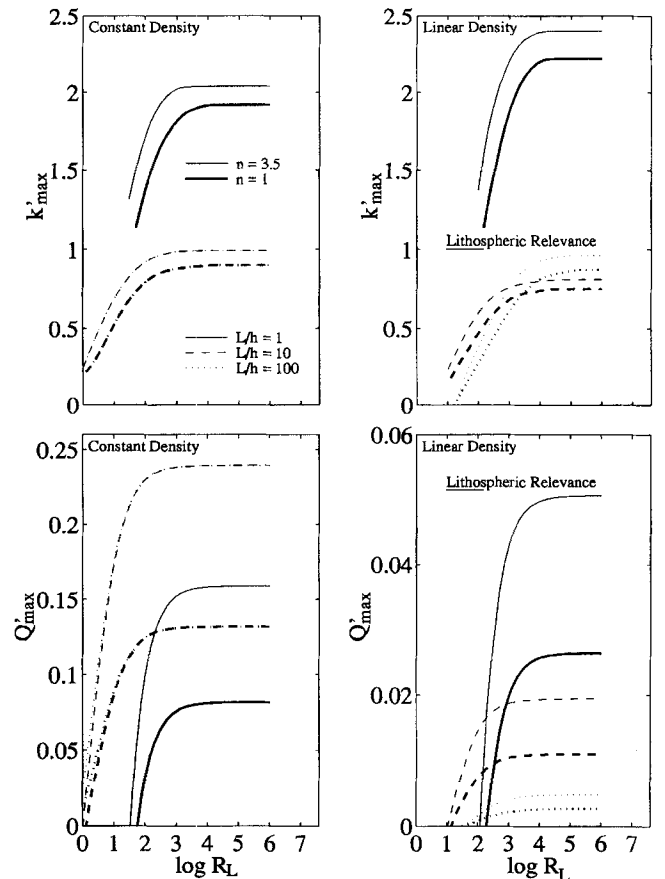 Constant Density
Linear Density
2.5
2
1.5
1
0.5
0
k'max
n = 3.5
n = 1
L/h = 1
L/h = 10
L/h = 100
2.5
2
1.5
1
0.5
0
k'max
Lithospheric Relevance
Constant Density
Linear Density
0.25
0.2
0.15
0.1
0.05
0
Q'max
0 1 2 3 4 5 6 7
log RL
0.06
0.04
0.02
0
Q'max
Lithospheric Relevance
0 1 2 3 4 5 6 7
log RL